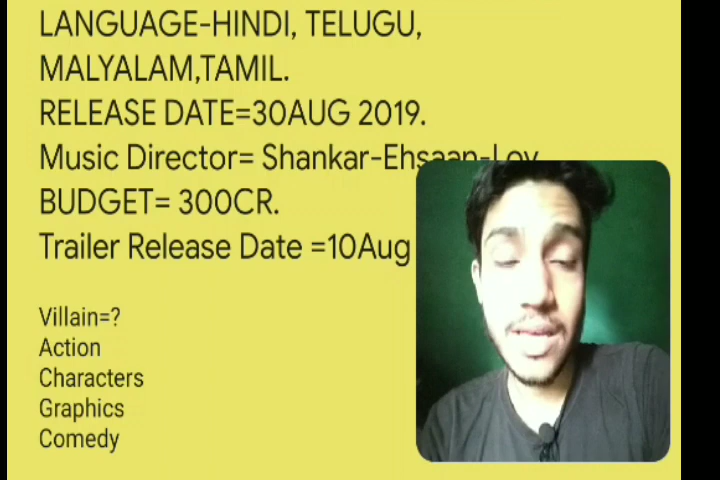 LANGUAGE-HINDI, TELUGU,
MALYALAM,TAMIL.
RELEASE DATE=30AUG 2019.
Music Director= Shankar-Ehsaan-Loy
BUDGET= 300CR.
Trailer Release Date =10Aug
Villain=?
Action
Characters
Graphics
Comedy